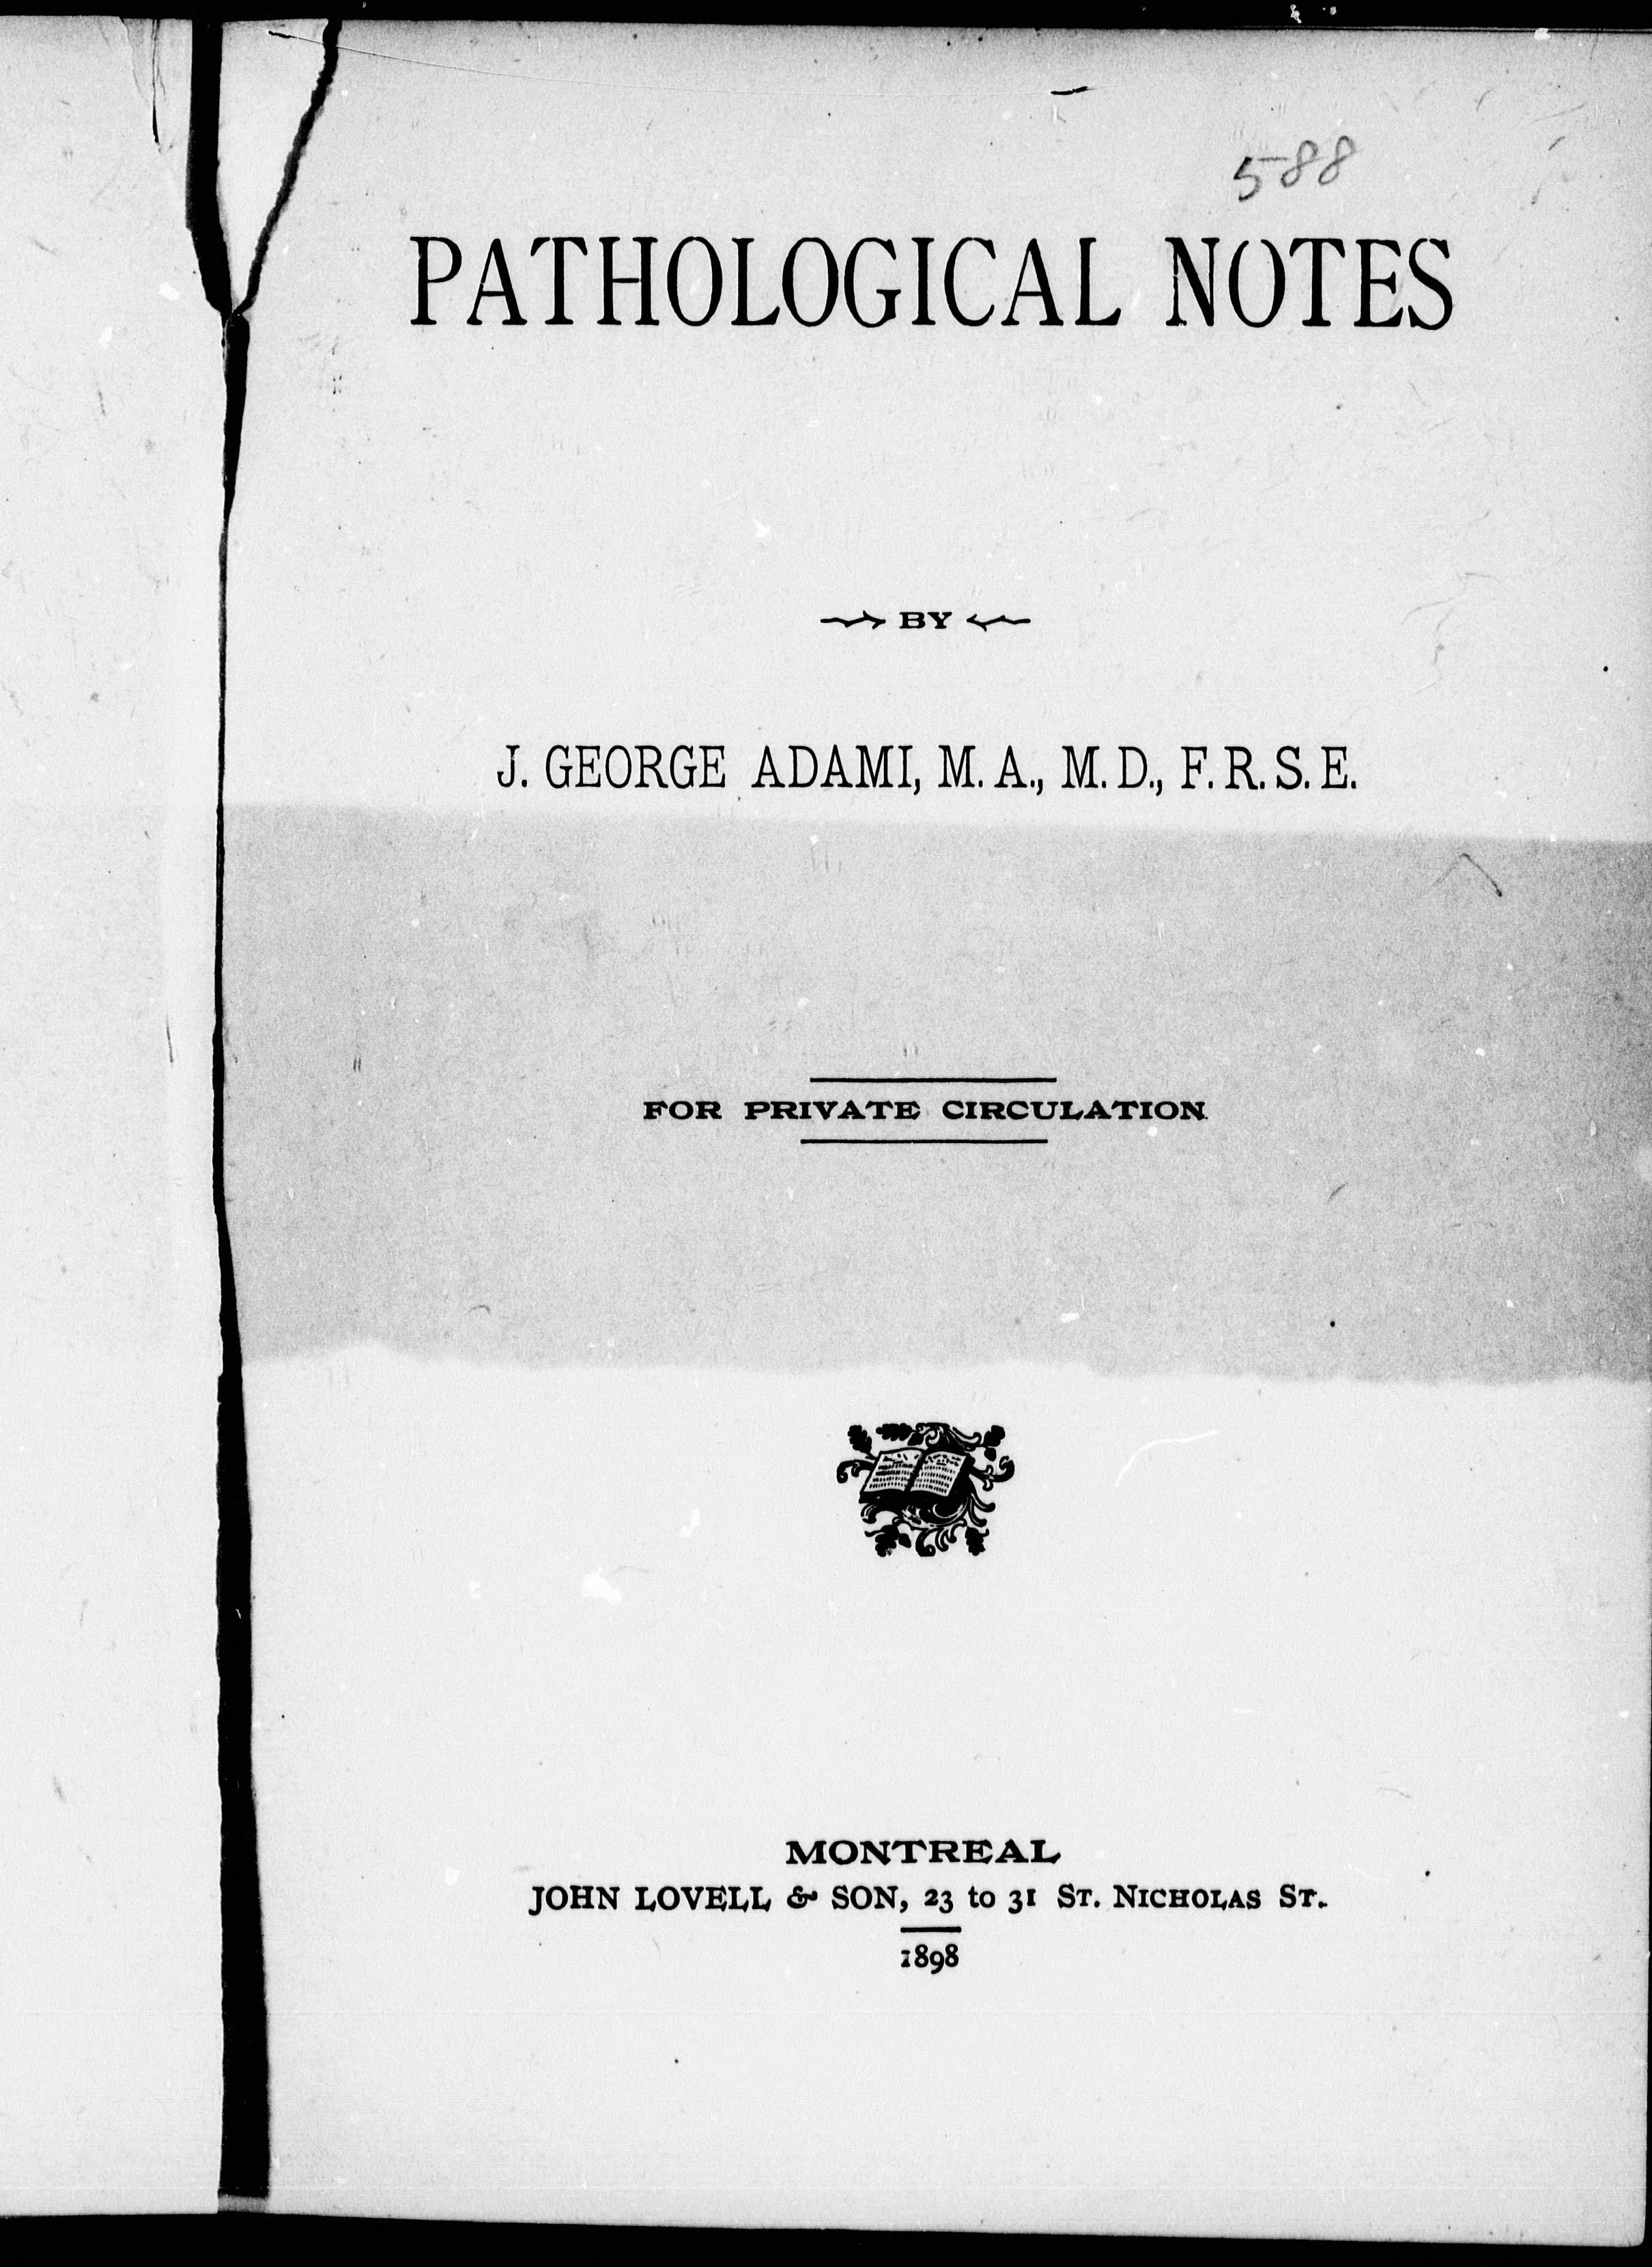 588
PATHOLOGICAL NOTES
BY
J. GEORGE ADAMI, M. A., M. D., F. R. S. E.
FOR PRIVATE CIRCULATION
MONTREAL
JOHN LOVELL & SON, 23 to 31 ST. NICHOLAS ST.
1898